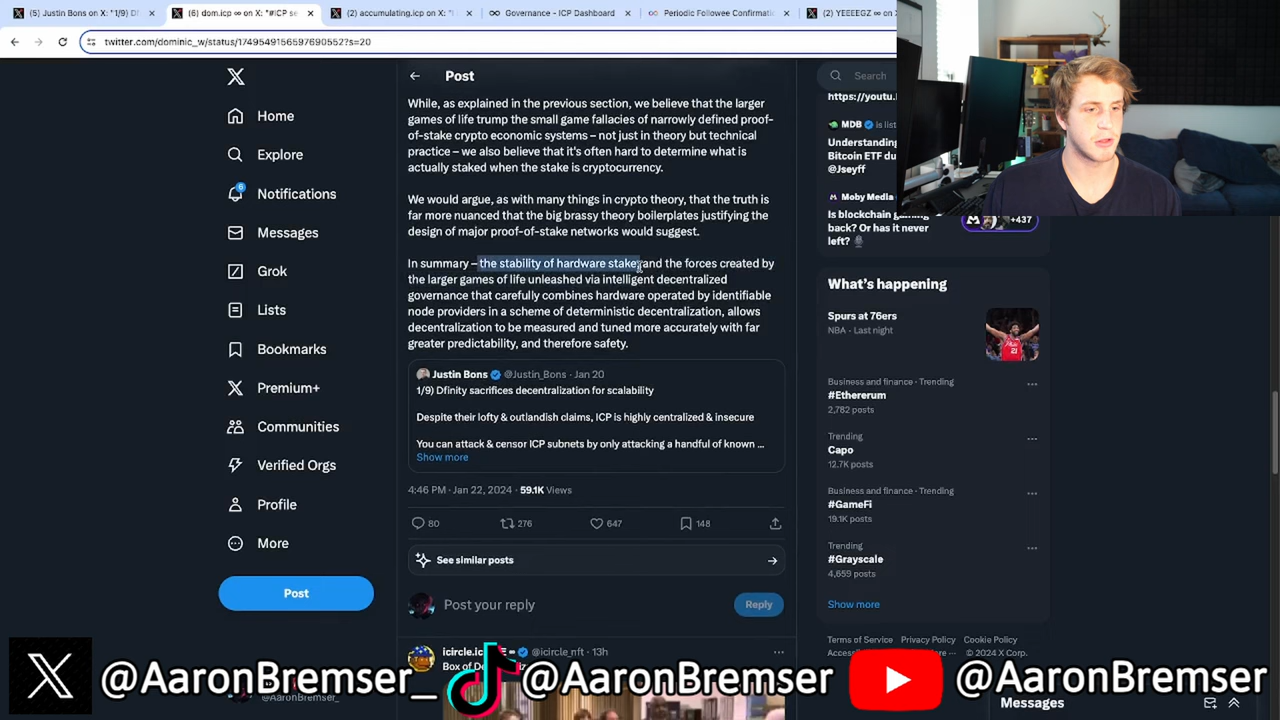 (5) Justin Bons on X: "1/9) D
(6) dom.icp ∞ on X: "#ICP se
(2) accumulating.icp on X: "
Governance - ICP Dashboard
Periodic Followee Confirmatio
(2) YEEEEGZ ∞ on X
twitter.com/dominic_w/status/1749549156597690552?s=20
Home
Explore
6
Notifications
Messages
Grok
Lists
Bookmarks
Premium+
Communities
Verified Orgs
Profile
More
Post
Post
While, as explained in the previous section, we believe that the larger
games of life trump the small game fallacies of narrowly defined proof-
of-stake crypto economic systems – not just in theory but technical
practice – we also believe that it's often hard to determine what is
actually staked when the stake is cryptocurrency.
We would argue, as with many things in crypto theory, that the truth is
far more nuanced that the big brassy theory boilerplates justifying the
design of major proof-of-stake networks would suggest.
In summary – the stability of hardware stake, and the forces created by
the larger games of life unleashed via intelligent decentralized
governance that carefully combines hardware operated by identifiable
node providers in a scheme of deterministic decentralization, allows
decentralization to be measured and tuned more accurately with far
greater predictability, and therefore safety.
Justin Bons @Justin_Bons · Jan 20
1/9) Dfinity sacrifices decentralization for scalability
Despite their lofty & outlandish claims, ICP is highly centralized & insecure
You can attack & censor ICP subnets by only attacking a handful of known ...
Show more
4:46 PM · Jan 22, 2024 · 59.1K Views
80 276 647 148
See similar posts
Post your reply
Reply
@icircle_nft · 13h
Search
https://youtu.
MDB is list
Understanding
Bitcoin ETF du
@Jseyff
Moby Media
Is blockchain gaming
back? Or has it never
left?
+437
What's happening
Spurs at 76ers
NBA · Last night
Business and finance · Trending
#Ethererum
2,782 posts
Trending
Capo
12.7K posts
Business and finance · Trending
#GameFi
19.1K posts
Trending
#Grayscale
4,659 posts
Show more
Terms of Service Privacy Policy Cookie Policy
© 2024 X Corp.
Messages
@AaronBremser_
@AaronBremser_ @AaronBremser @AaronBremser